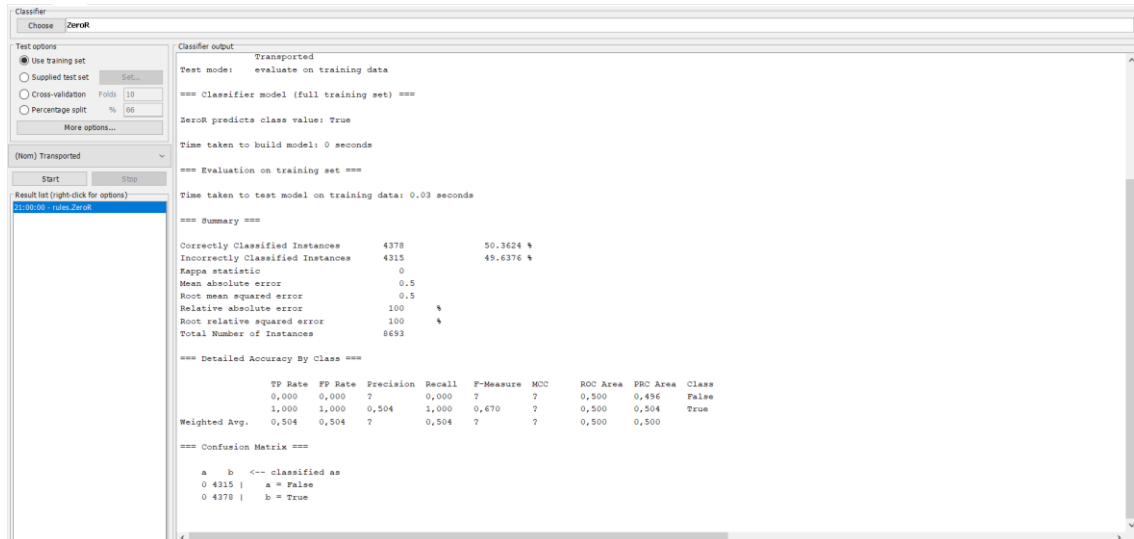 Classifier
Choose ZeroR
Test options
Use training set
Supplied test set Set...
Cross-validation Folds 10
Percentage split % 66
More options...
(Nom) Transported
Start Stop
Result list (right-click for options)
21:00:00 - rules.ZeroR
Classifier output
Transported
Test mode: evaluate on training data
=== Classifier model (full training set) ===
ZeroR predicts class value: True
Time taken to build model: 0 seconds
=== Evaluation on training set ===
Time taken to test model on training data: 0.03 seconds
=== Summary ===
Correctly Classified Instances 4378 50.3624 %
Incorrectly Classified Instances 4315 49.6376 %
Kappa statistic 0
Mean absolute error 0.5
Root mean squared error 0.5
Relative absolute error 100 %
Root relative squared error 100 %
Total Number of Instances 8693
=== Detailed Accuracy By Class ===
TP Rate FP Rate Precision Recall F-Measure MCC ROC Area PRC Area Class
0,000 0,000 ? 0,000 ? ? 0,500 0,496 False
1,000 1,000 0,504 1,000 0,670 ? 0,500 0,504 True
Weighted Avg. 0,504 0,504 ? 0,504 ? ? 0,500 0,500
=== Confusion Matrix ===
a b <-- classified as
0 4315 | a = False
0 4378 | b = True